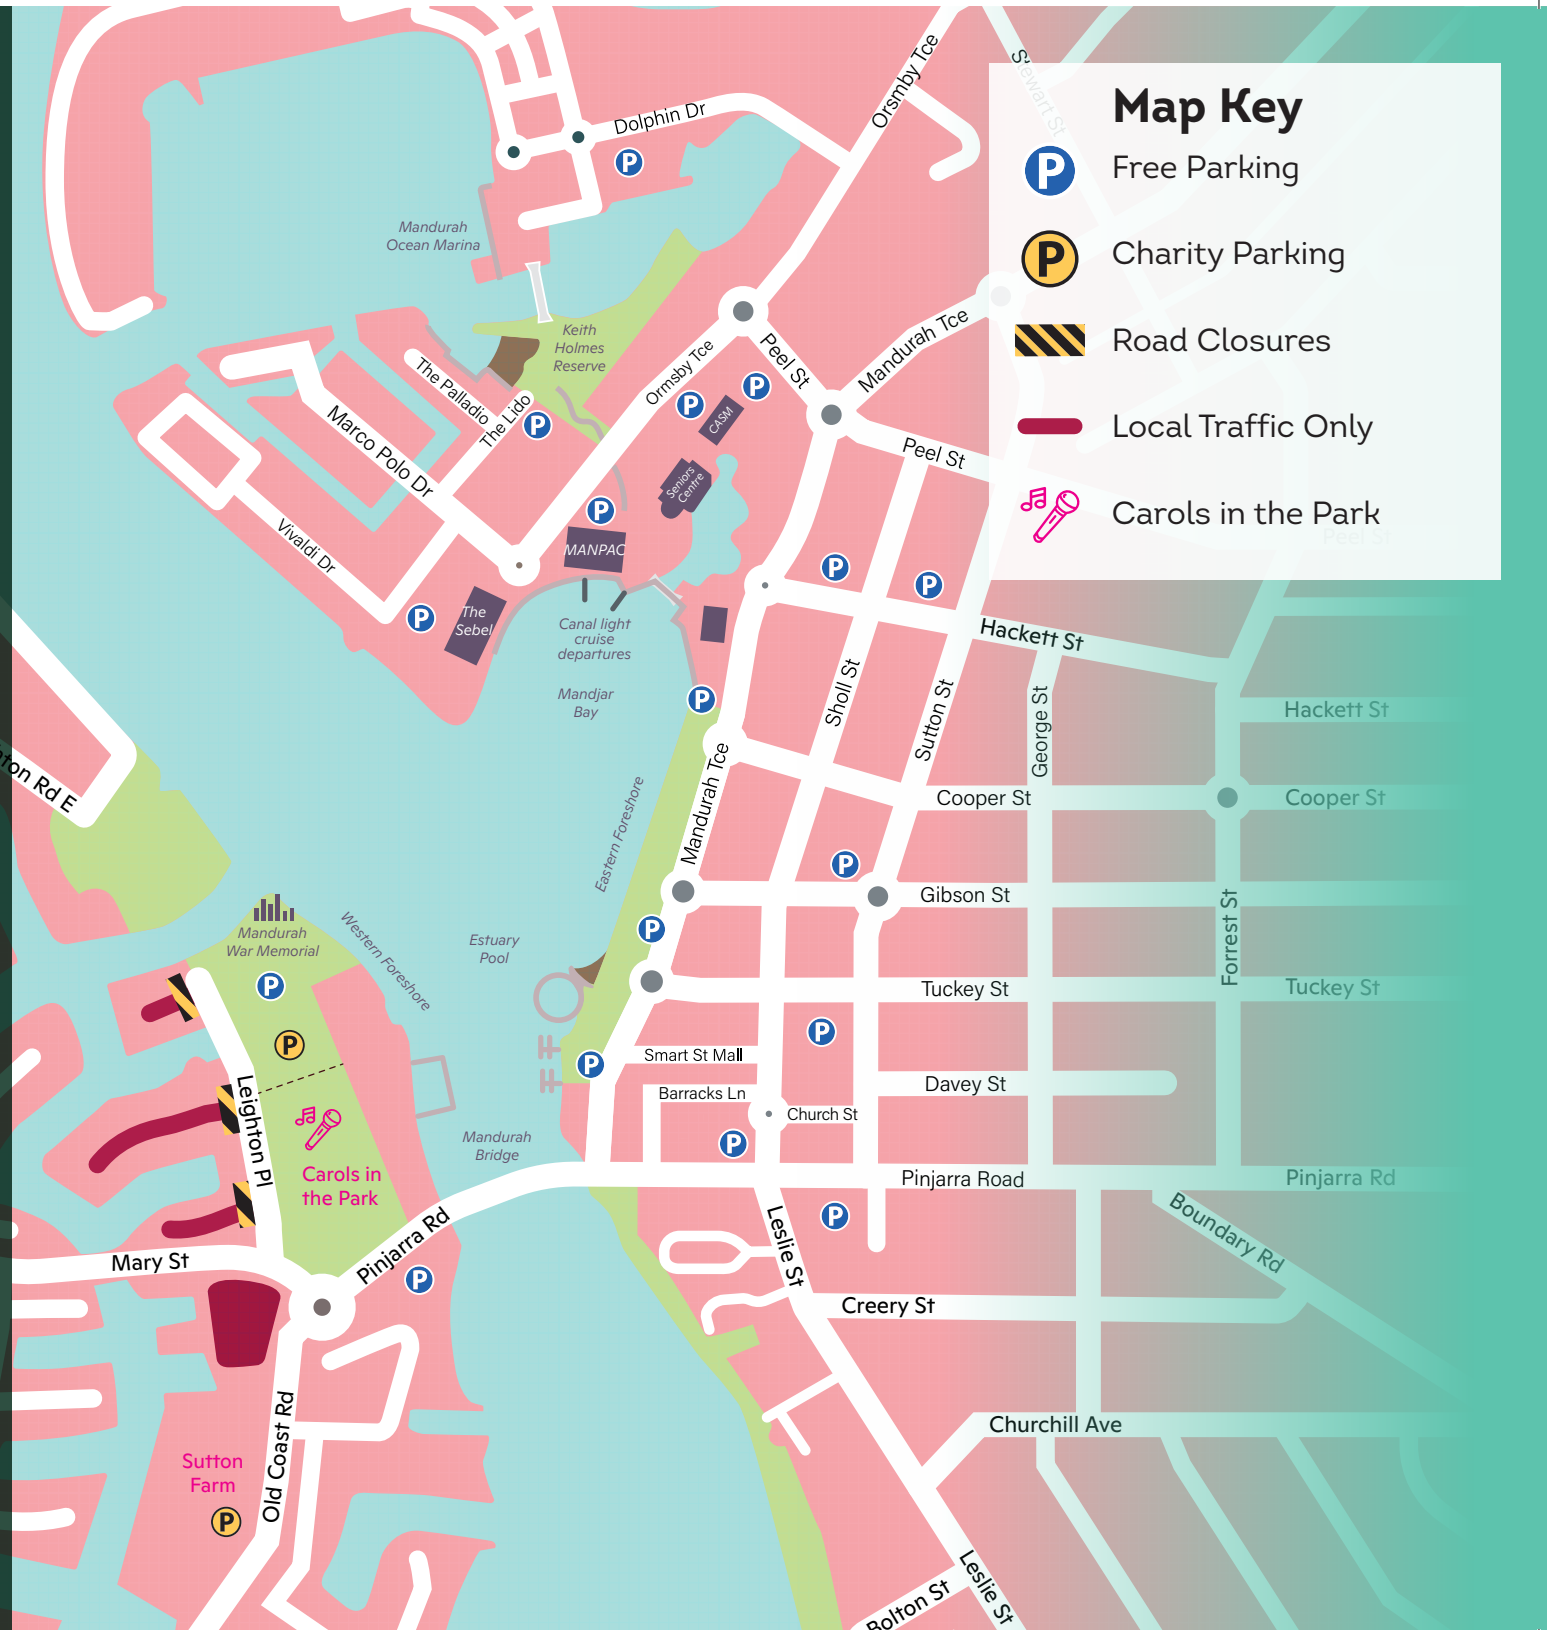 Map Key
P Free Parking
P Charity Parking
Road Closures
Local Traffic Only
Carols in the Park
Stewart St
Orsmby Tce
Dolphin Dr
P
Mandurah
Ocean Marina
Keith
Holmes
Reserve
Peel St
Mandurah Tce
Ormsby Tce
The Palladio
The Lido
P
P
P
CASM
Marco Polo Dr
Peel St
Seniors
Centre
Peel St
Vivaldi Dr
P
MANPAC
P
P
P
The
Sebel
Canal light
cruise
departures
Hackett St
Mandjar
Bay
P
Sholl St
Sutton St
George St
Hackett St
ton Rd E
Mandurah Tce
Cooper St
Cooper St
Eastern Foreshore
P
Gibson St
Forrest St
Mandurah
War Memorial
Western Foreshore
Estuary
Pool
P
P
Tuckey St
Tuckey St
P
P
Smart St Mall
P
Davey St
Barracks Ln
Church St
Leighton Pl
Carols in
the Park
Mandurah
Bridge
P
Pinjarra Road
Pinjarra Rd
P
Leslie St
Boundary Rd
Pinjarra Rd
Mary St
P
Creery St
Old Coast Rd
Churchill Ave
Sutton
Farm
P
Leslie St
Bolton St